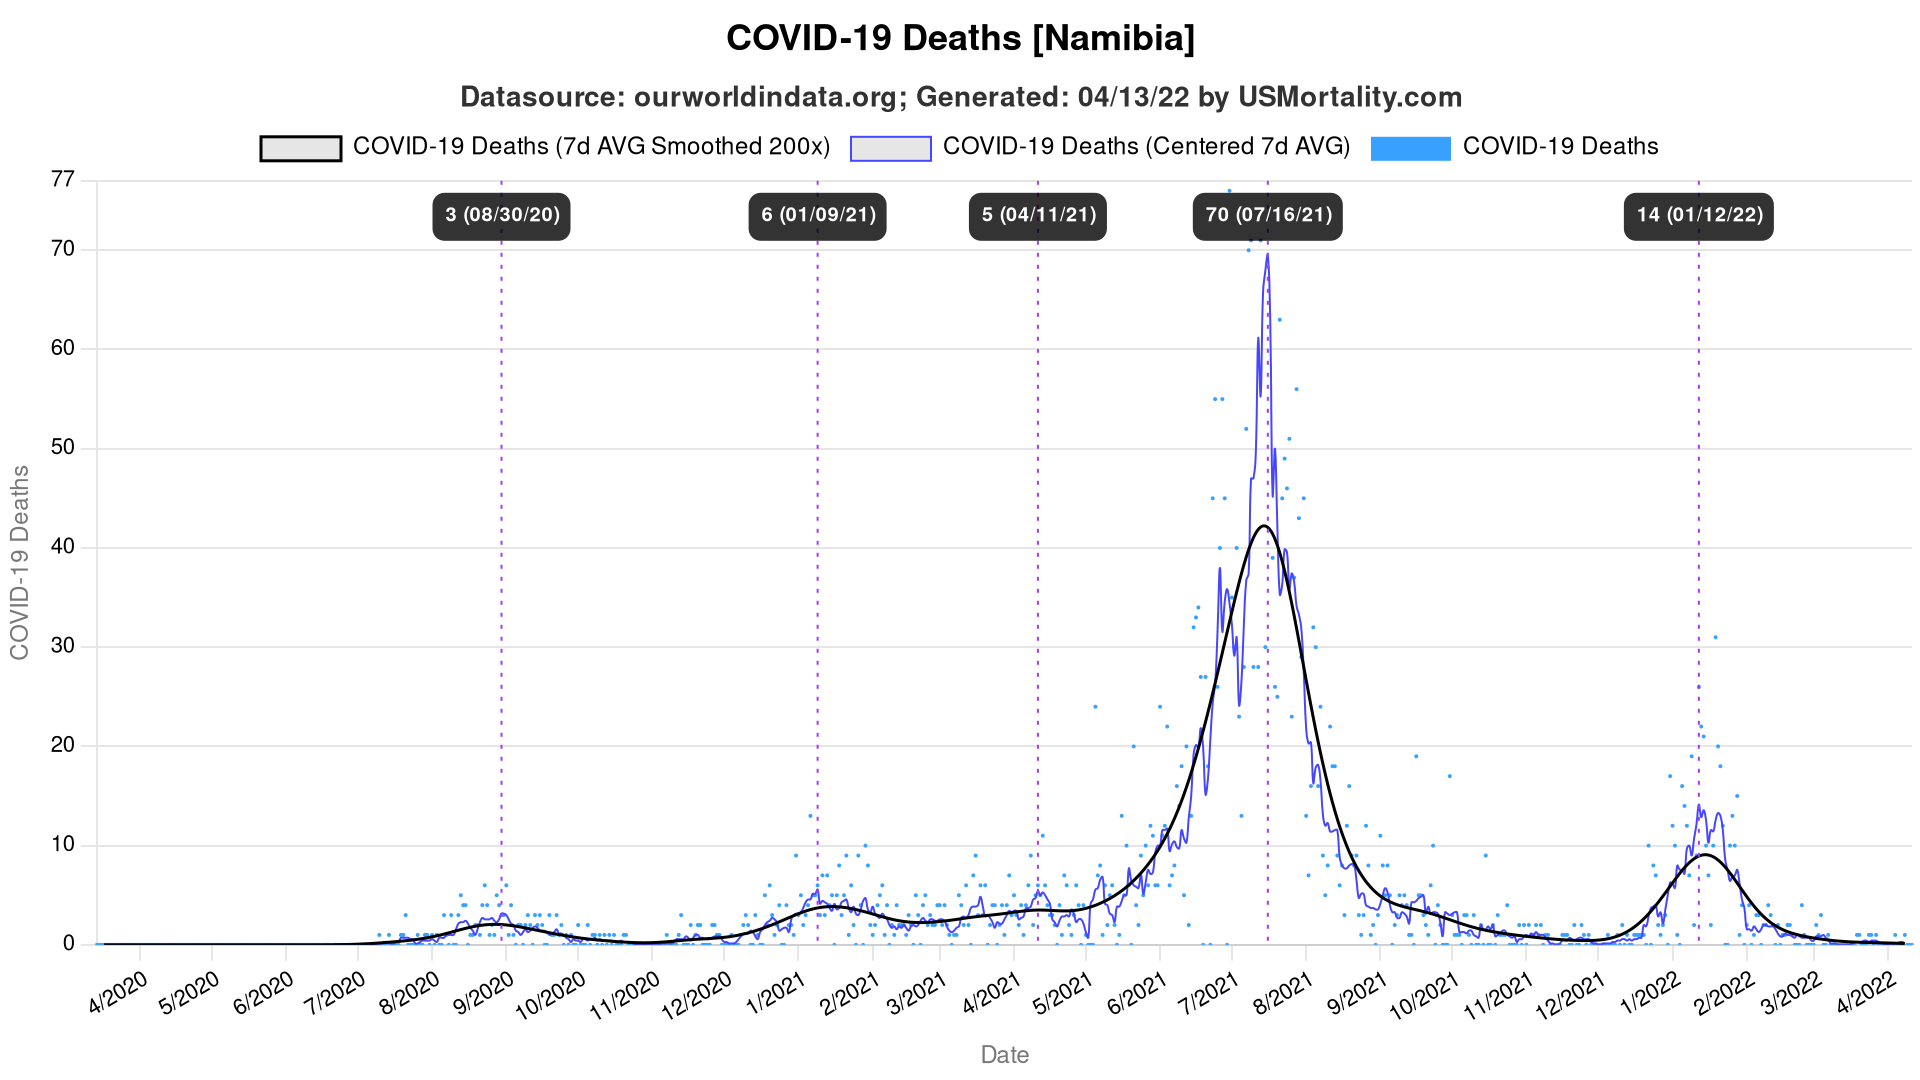 COVID-19 Deaths [Namibia]
Datasource: ourworldindata.org; Generated: 04/13/22 by USMortality.com
COVID-19 Deaths (7d AVG Smoothed 200x) COVID-19 Deaths (Centered 7d AVG) COVID-19 Deaths
77
3 (08/30/20) 6 (01/09/21) 5 (04/11/21) 70 (07/16/21) 14 (01/12/22)
70
60
50
40
30
20
10
0
COVID-19 Deaths
4/2020 5/2020 6/2020 7/2020 8/2020 9/2020 10/2020 11/2020 12/2020 1/2021 2/2021 3/2021 4/2021 5/2021 6/2021 7/2021 8/2021 9/2021 10/2021 11/2021 12/2021 1/2022 2/2022 3/2022 4/2022
Date